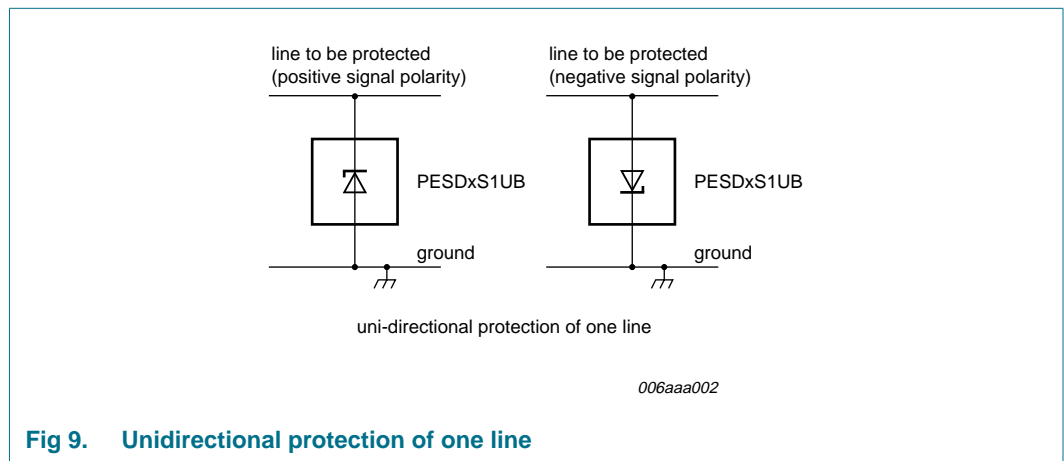 line to be protected
(positive signal polarity)
line to be protected
(negative signal polarity)
PESDxS1UB
PESDxS1UB
ground
ground
uni-directional protection of one line
006aaa002
Fig 9. Unidirectional protection of one line